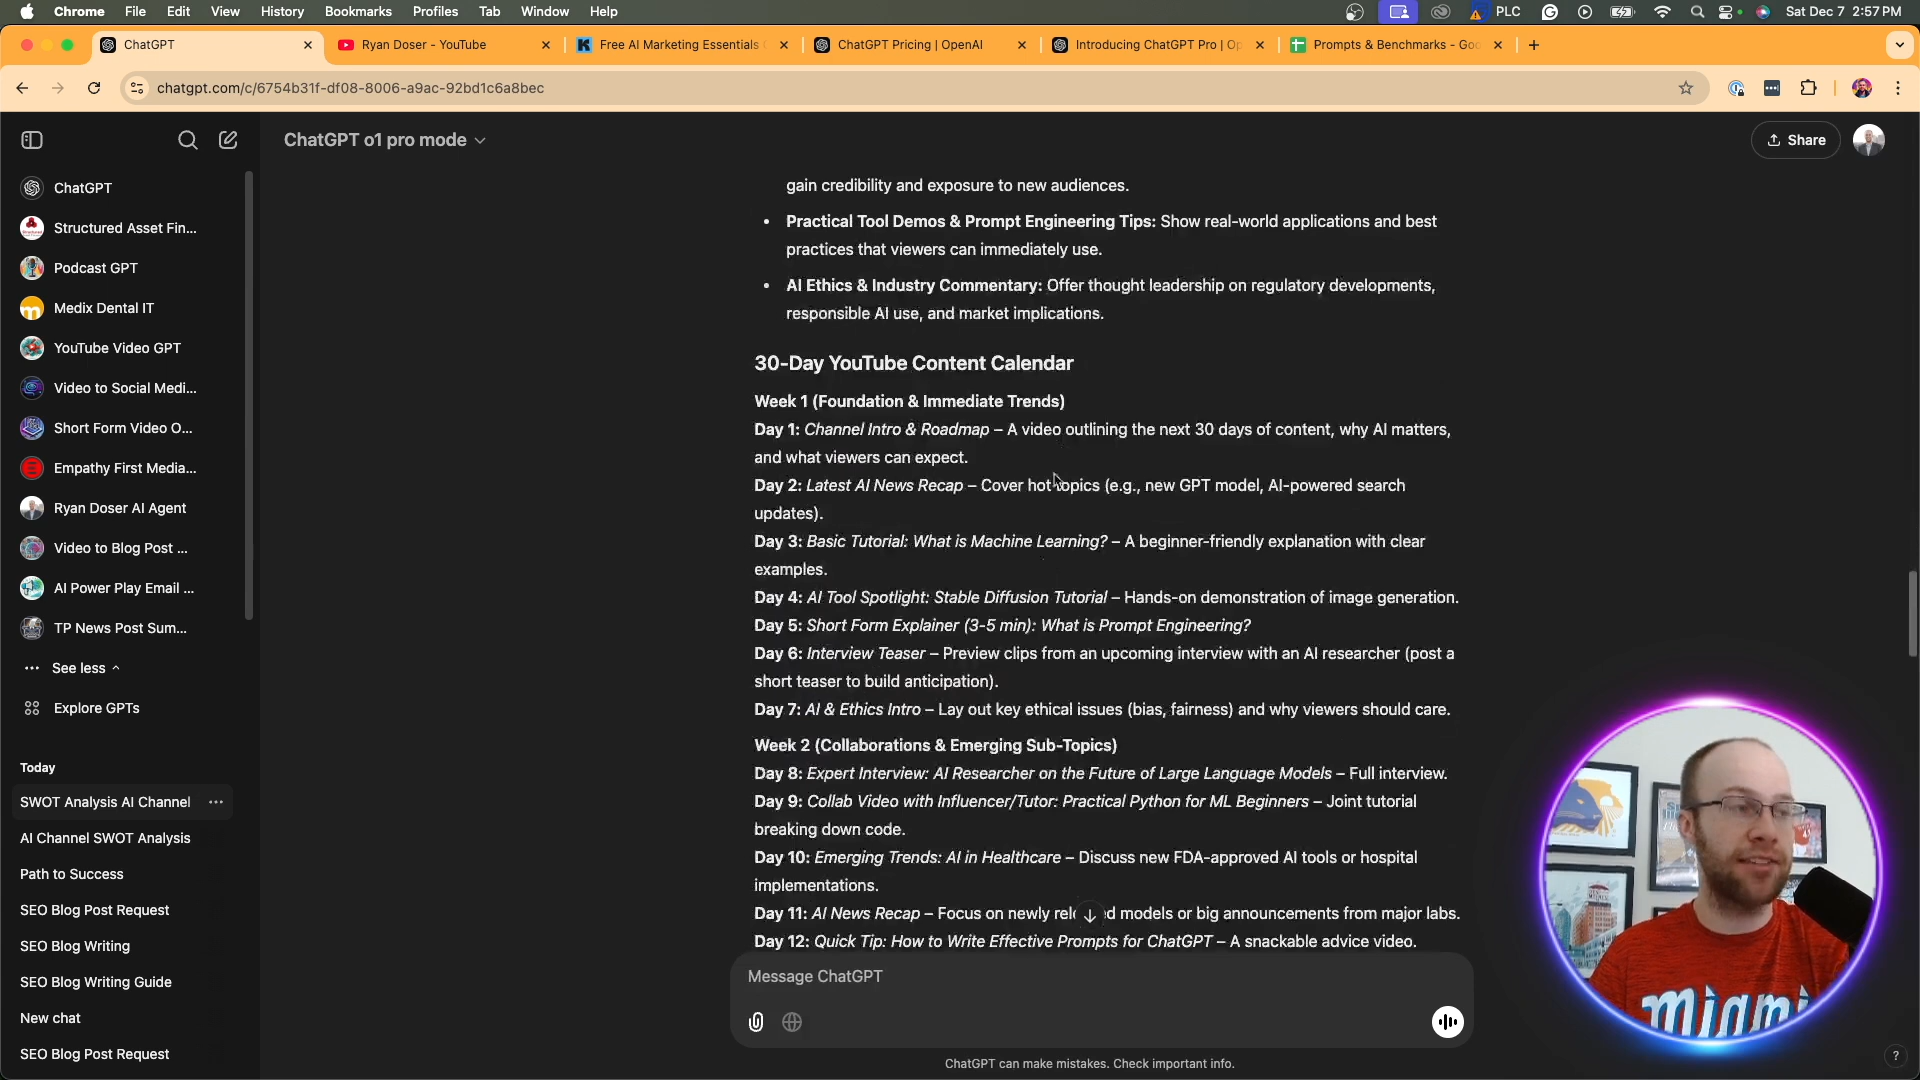 Chrome File Edit View History Bookmarks Profiles Tab Window Help PLC Sat Dec 7 2:57 PM
ChatGPT Ryan Doser - YouTube Free AI Marketing Essentials ChatGPT Pricing | OpenAI Introducing ChatGPT Pro | Op Prompts & Benchmarks - Goo
chatgpt.com/c/6754b31f-df08-8006-a9ac-92bd1c6a8bec
ChatGPT o1 pro mode
Share
ChatGPT
Structured Asset Fin...
Podcast GPT
Medix Dental IT
YouTube Video GPT
Video to Social Medi...
Short Form Video O...
Empathy First Media...
Ryan Doser AI Agent
Video to Blog Post ...
AI Power Play Email ...
TP News Post Sum...
See less
Explore GPTs
Today
SWOT Analysis AI Channel
AI Channel SWOT Analysis
Path to Success
SEO Blog Post Request
SEO Blog Writing
SEO Blog Writing Guide
New chat
SEO Blog Post Request
gain credibility and exposure to new audiences.
• Practical Tool Demos & Prompt Engineering Tips: Show real-world applications and best
practices that viewers can immediately use.
• AI Ethics & Industry Commentary: Offer thought leadership on regulatory developments,
responsible AI use, and market implications.
30-Day YouTube Content Calendar
Week 1 (Foundation & Immediate Trends)
Day 1: Channel Intro & Roadmap – A video outlining the next 30 days of content, why AI matters,
and what viewers can expect.
Day 2: Latest AI News Recap – Cover hot topics (e.g., new GPT model, AI-powered search
updates).
Day 3: Basic Tutorial: What is Machine Learning? – A beginner-friendly explanation with clear
examples.
Day 4: AI Tool Spotlight: Stable Diffusion Tutorial – Hands-on demonstration of image generation.
Day 5: Short Form Explainer (3-5 min): What is Prompt Engineering?
Day 6: Interview Teaser – Preview clips from an upcoming interview with an AI researcher (post a
short teaser to build anticipation).
Day 7: AI & Ethics Intro – Lay out key ethical issues (bias, fairness) and why viewers should care.
Week 2 (Collaborations & Emerging Sub-Topics)
Day 8: Expert Interview: AI Researcher on the Future of Large Language Models – Full interview.
Day 9: Collab Video with Influencer/Tutor: Practical Python for ML Beginners – Joint tutorial
breaking down code.
Day 10: Emerging Trends: AI in Healthcare – Discuss new FDA-approved AI tools or hospital
implementations.
Day 11: AI News Recap – Focus on newly models or big announcements from major labs.
Day 12: Quick Tip: How to Write Effective Prompts for ChatGPT – A snackable advice video.
Message ChatGPT
ChatGPT can make mistakes. Check important info.
?
Miami